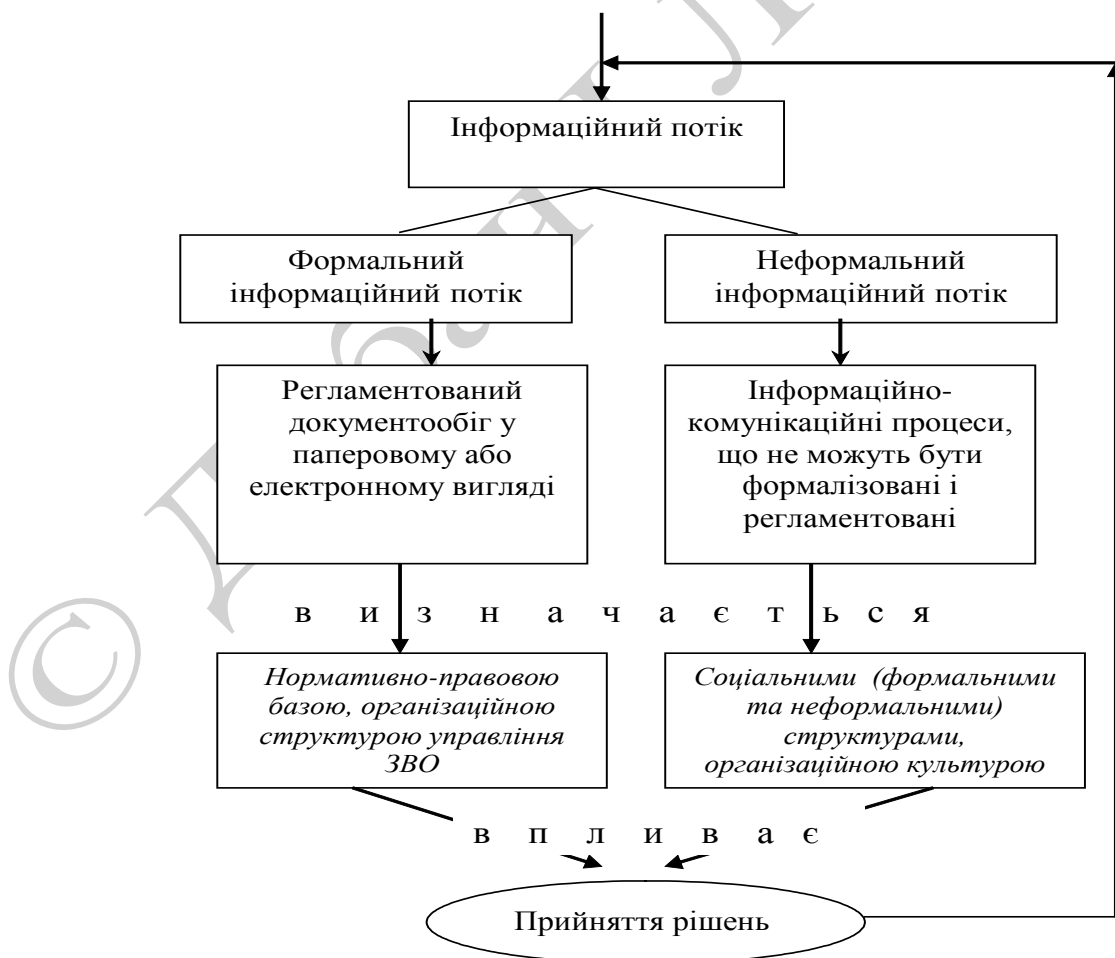 Інформаційний потік
Формальний
інформаційний потік
Неформальний
інформаційний потік
Регламентований
документообіг у
паперовому або
електронному вигляді
Інформаційно-
комунікаційні процеси,
що не можуть бути
формалізовані і
регламентовані
визначається
Нормативно-правовою
базою, організаційною
структурою управління
ЗВО
Соціальними (формальними
та неформальними)
структурами,
організаційною культурою
впливає
Прийняття рішень
©